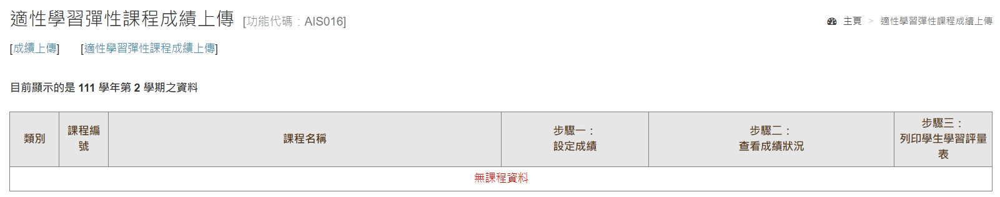 適性學習彈性課程成績上傳 [功能代碼：AIS016]
主頁 > 適性學習彈性課程成績上傳
[成績上傳] [適性學習彈性課程成績上傳]
目前顯示的是 111 學年第 2 學期之資料
類別
課程編
號
課程名稱
步驟一：
設定成績
步驟二：
查看成績狀況
步驟三：
列印學生學習評量
表
無課程資料